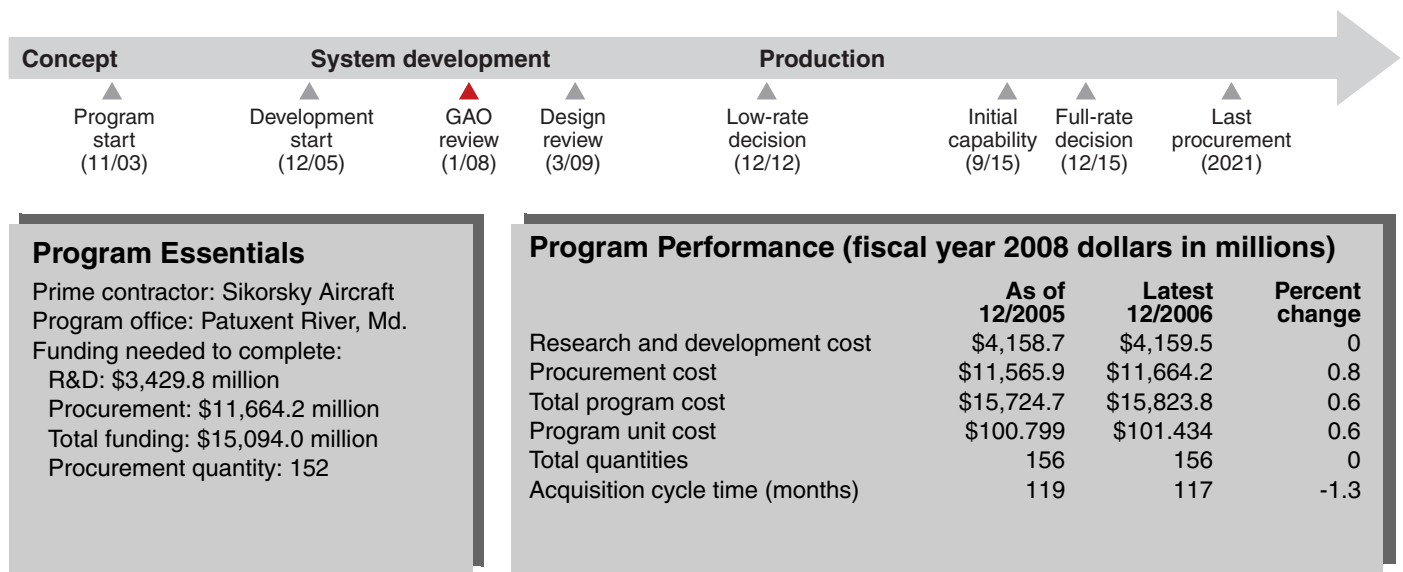 Concept System development Production
Program start (11/03)
Development start (12/05)
GAO review (1/08)
Design review (3/09)
Low-rate decision (12/12)
Initial capability (9/15)
Full-rate decision (12/15)
Last procurement (2021)
Program Essentials
Prime contractor: Sikorsky Aircraft
Program office: Patuxent River, Md.
Funding needed to complete:
R&D: $3,429.8 million
Procurement: $11,664.2 million
Total funding: $15,094.0 million
Procurement quantity: 152
Program Performance (fiscal year 2008 dollars in millions)
As of Latest Percent
12/2005 12/2006 change
Research and development cost $4,158.7 $4,159.5 0
Procurement cost $11,565.9 $11,664.2 0.8
Total program cost $15,724.7 $15,823.8 0.6
Program unit cost $100.799 $101.434 0.6
Total quantities 156 156 0
Acquisition cycle time (months) 119 117 -1.3